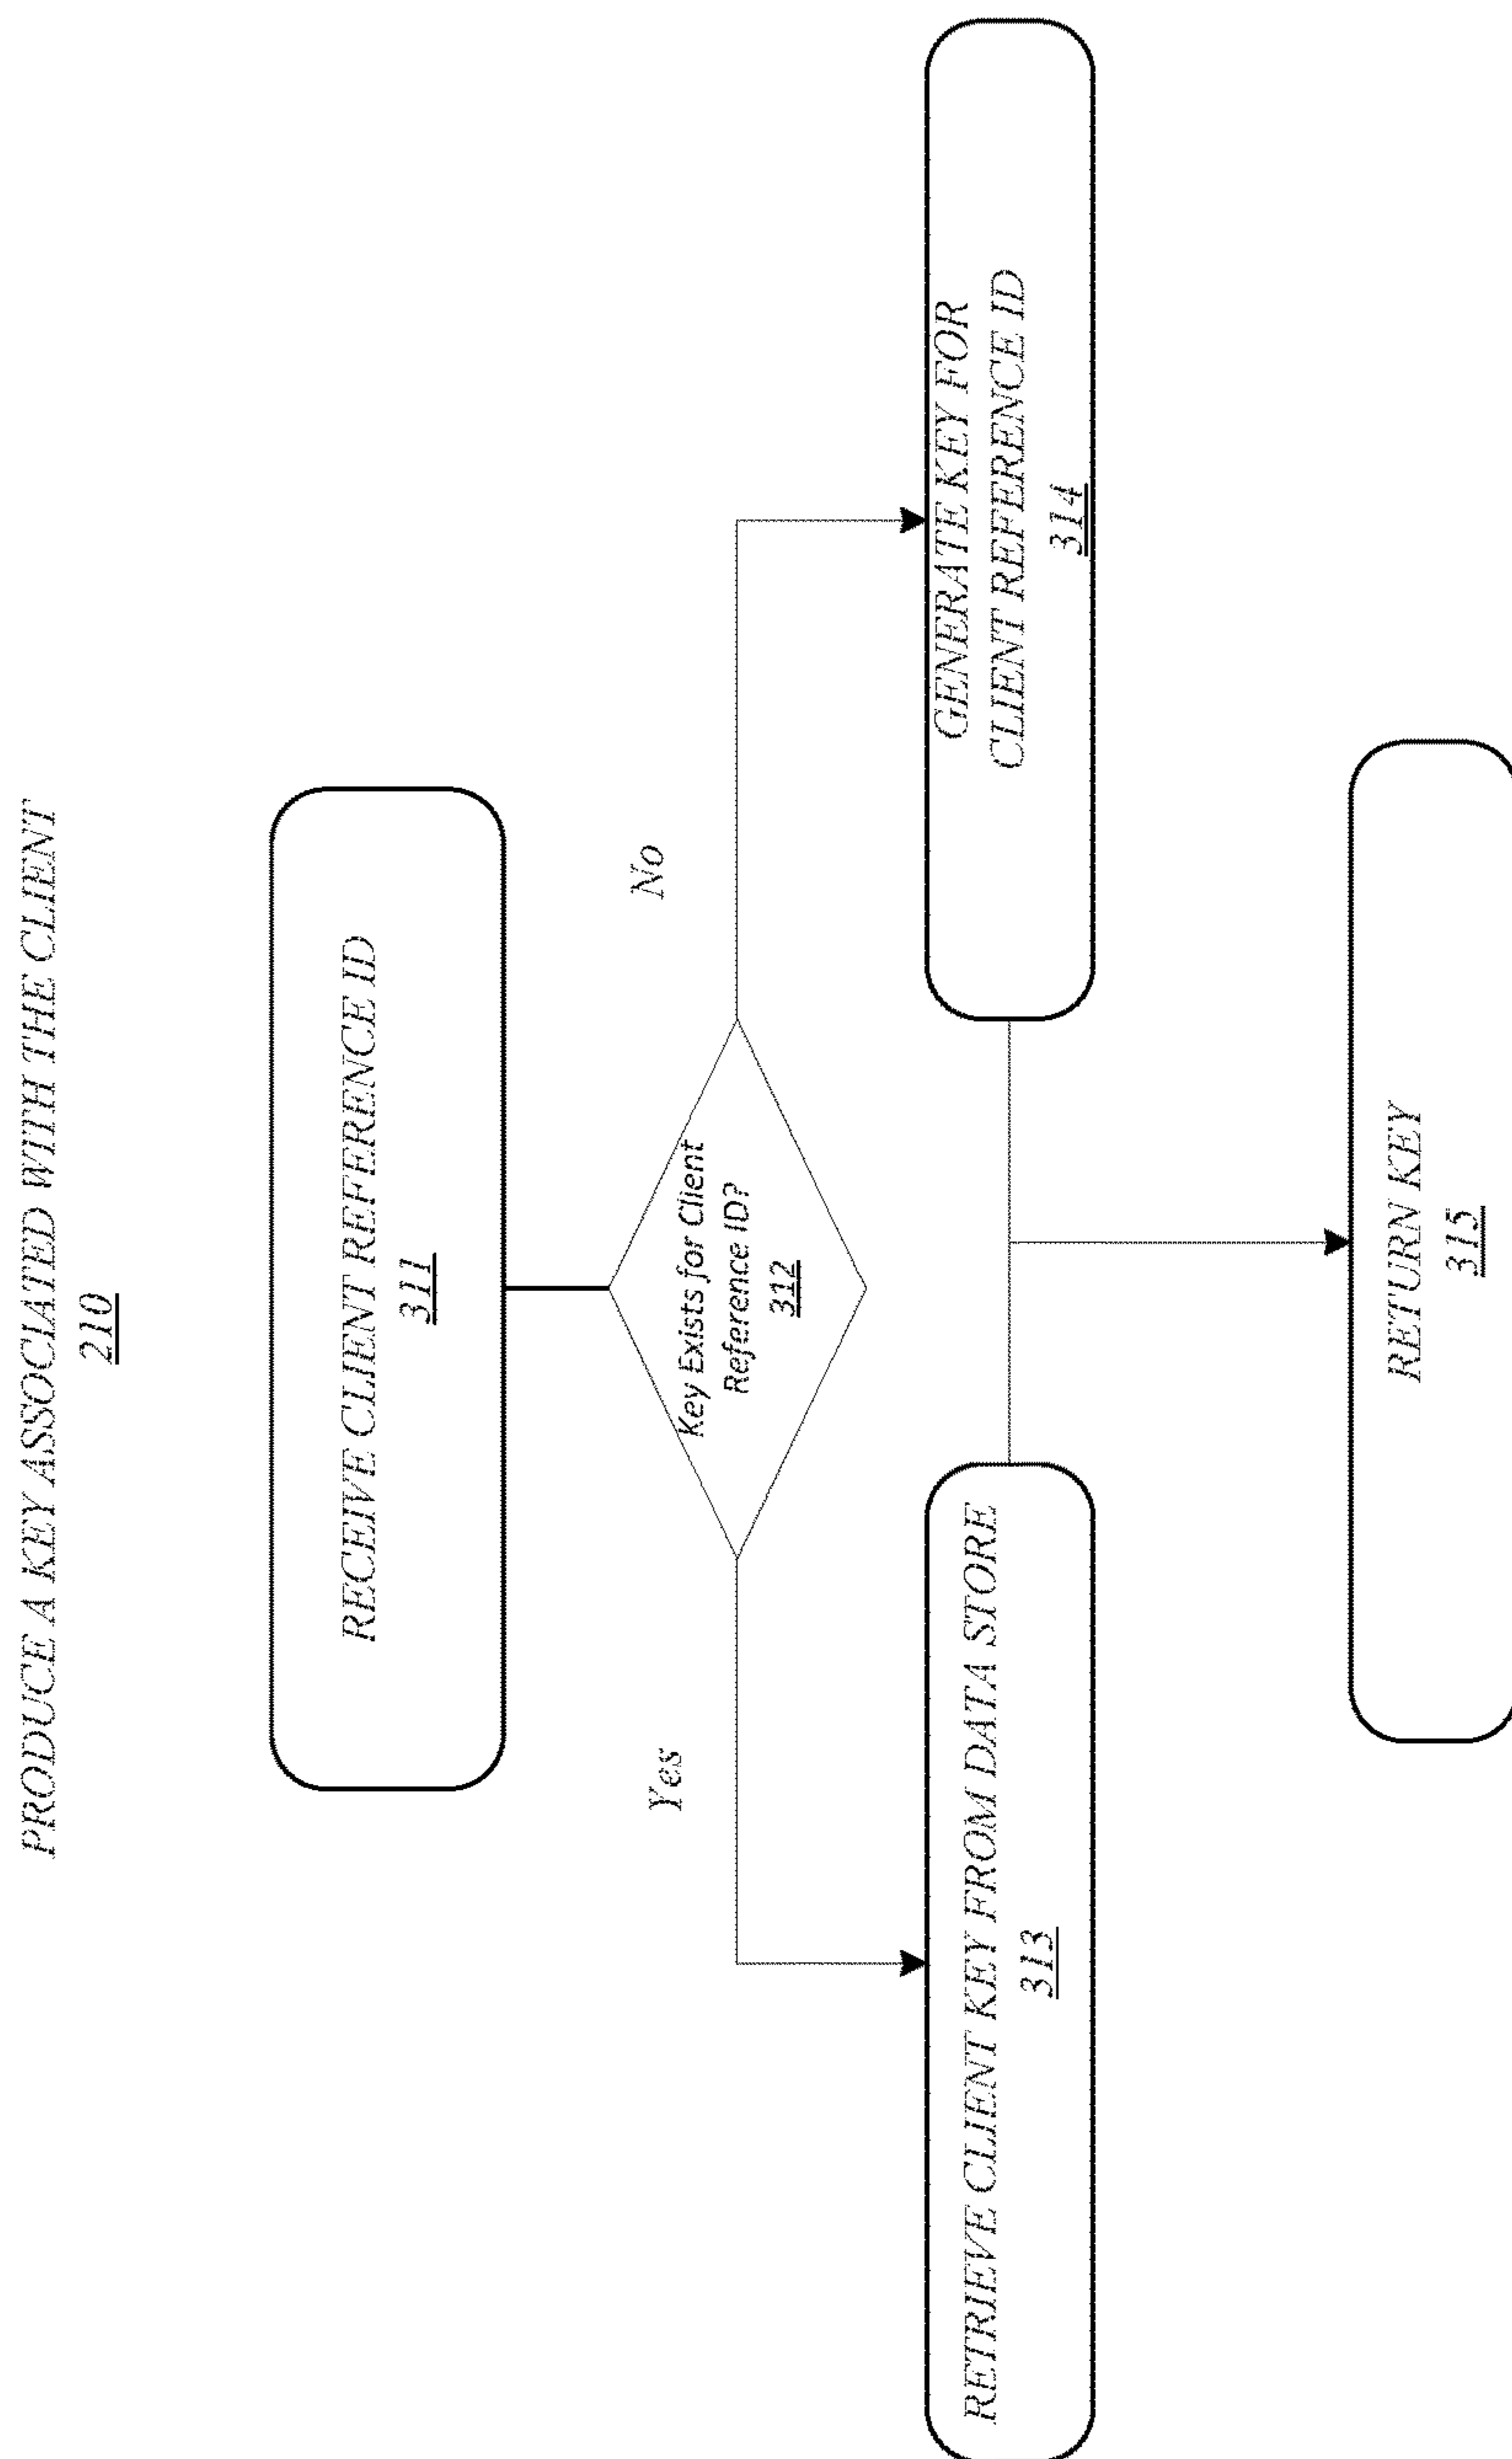 PRODUCE A KEY ASSOCIATED WITH THE CLIENT
210
RECEIVE CLIENT REFERENCE ID
311
Key Exists for Client
Reference ID?
312
Yes
No
RETRIEVE CLIENT KEY FROM DATA STORE
313
GENERATE KEY FOR
CLIENT REFERENCE ID
314
RETURN KEY
315